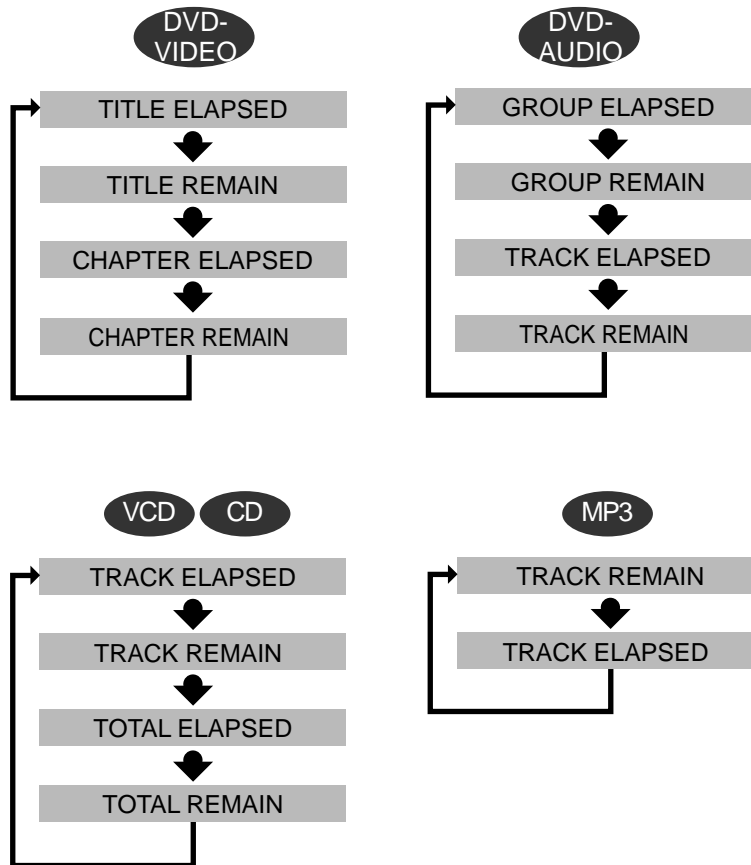 DVD-
VIDEO
TITLE ELAPSED
TITLE REMAIN
CHAPTER ELAPSED
CHAPTER REMAIN
DVD-
AUDIO
GROUP ELAPSED
GROUP REMAIN
TRACK ELAPSED
TRACK REMAIN
VCD CD
TRACK ELAPSED
TRACK REMAIN
TOTAL ELAPSED
TOTAL REMAIN
MP3
TRACK REMAIN
TRACK ELAPSED